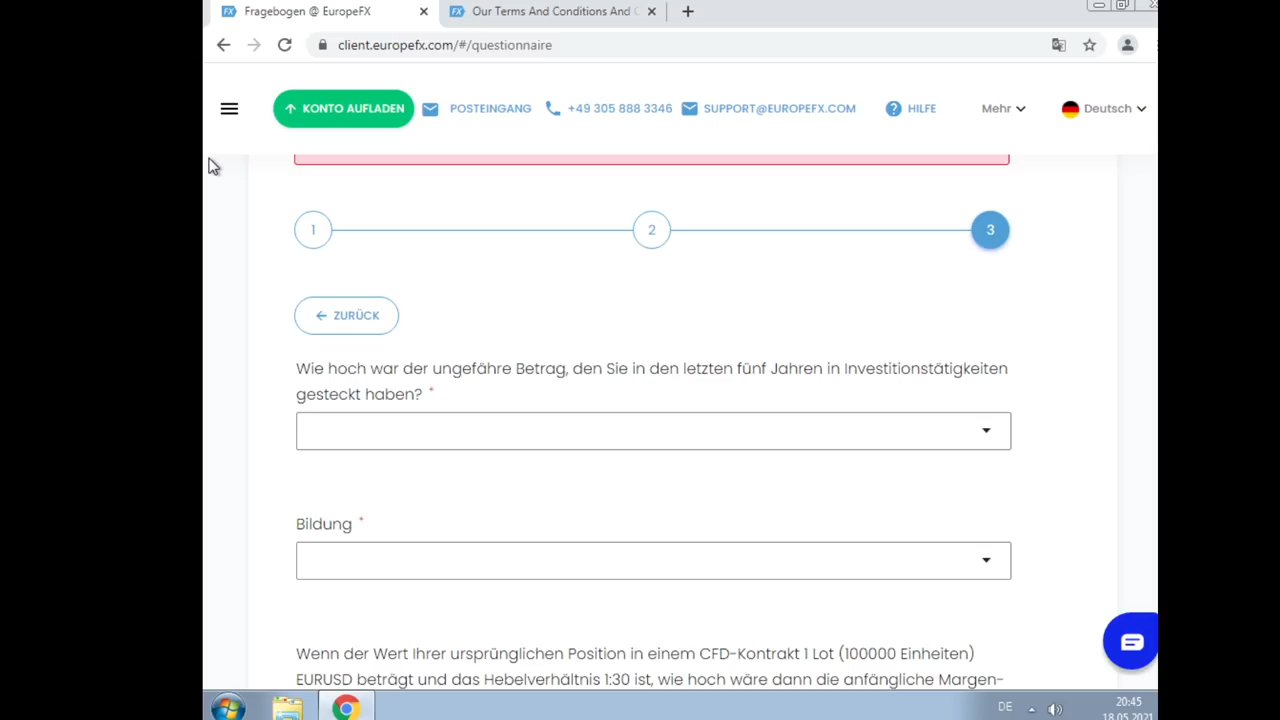 Fragebogen @ EuropeFX
Our Terms And Conditions And
client.europefx.com/#/questionnaire
KONTO AUFLADEN
POSTEINGANG
+49 305 888 3346
SUPPORT@EUROPEFX.COM
HILFE
Mehr
Deutsch
1
2
3
ZURÜCK
Wie hoch war der ungefähre Betrag, den Sie in den letzten fünf Jahren in Investitionstätigkeiten
gesteckt haben? *
Bildung *
Wenn der Wert Ihrer ursprünglichen Position in einem CFD-Kontrakt 1 Lot (100000 Einheiten)
EURUSD beträgt und das Hebelverhältnis 1:30 ist, wie hoch wäre dann die anfängliche Margen-
DE
20:45
18.05.2021